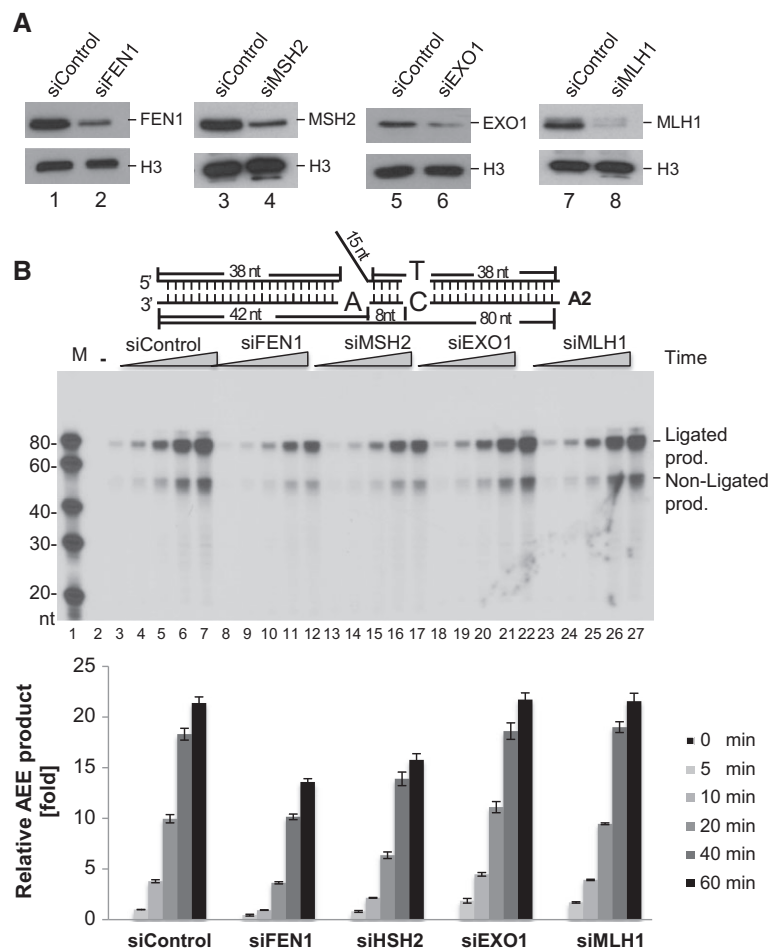 A
siControl siFEN1 siControl siMSH2 siControl siEXO1 siControl siMLH1
FEN1 MSH2 EXO1 MLH1
H3 H3 H3 H3
1 2 3 4 5 6 7 8
B
15 nt
38 nt T 38 nt
5'
3' A C A2
42 nt 8nt 80 nt
M - siControl siFEN1 siMSH2 siEXO1 siMLH1 Time
80-
60-
40-
30-
20-
nt
Ligated
prod.
Non-Ligated
prod.
1 2 3 4 5 6 7 8 9 10 11 12 13 14 15 16 17 18 19 20 21 22 23 24 25 26 27
Relative AEE product
[fold]
25
20
15
10
5
0
siControl siFEN1 siHSH2 siEXO1 siMLH1
0 min
5 min
10 min
20 min
40 min
60 min